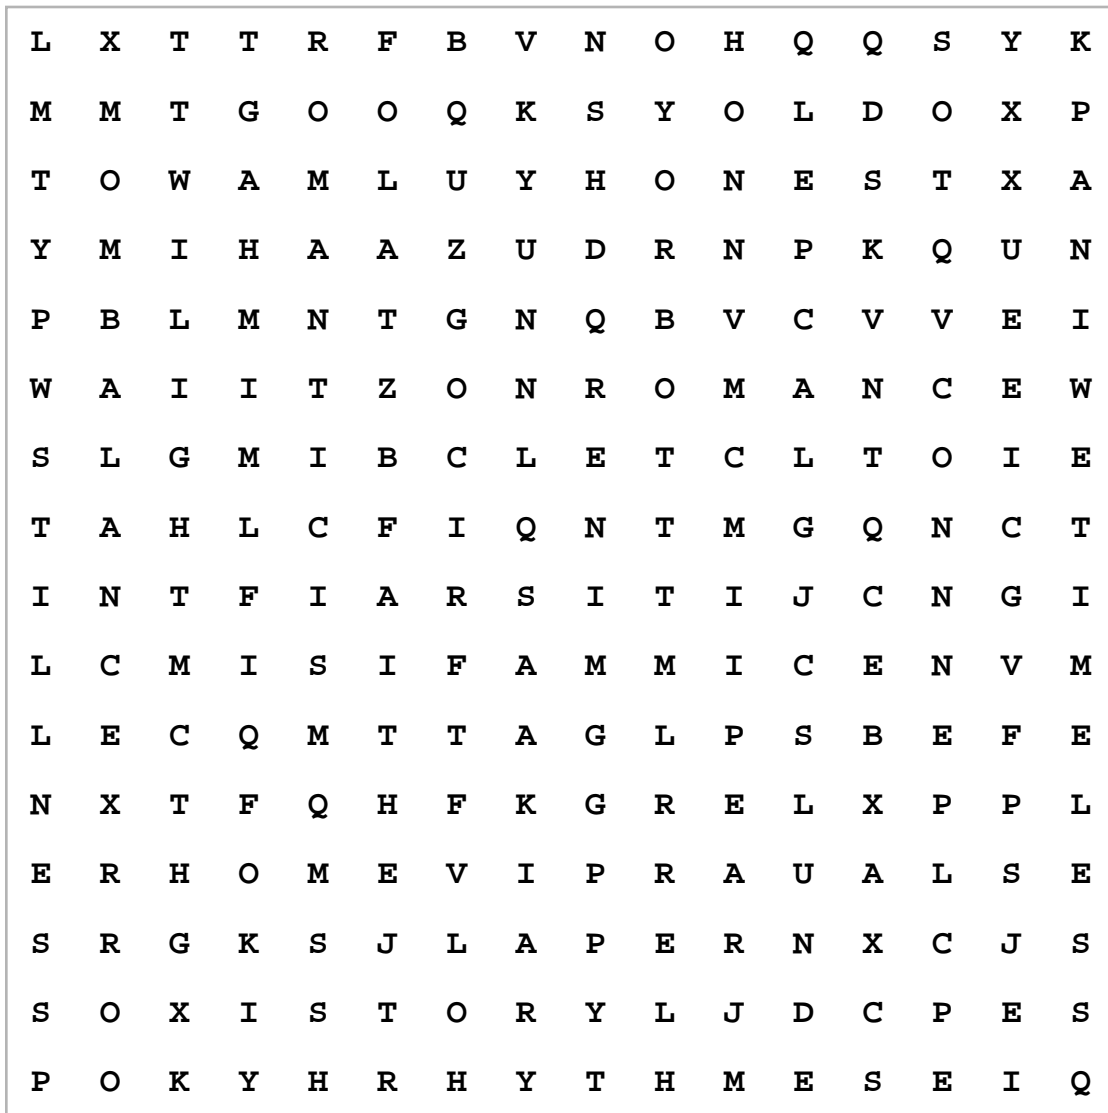 L X T T R F B V N O H Q Q S Y K
M M T G O O Q K S Y O L D O X P
T O W A M L U Y H O N E S T X A
Y M I H A A Z U D R N P K Q U N
P B L M N T G N Q B V C V V E I
W A I I T Z O N R O M A N C E W
S L G M I B C L E T C L T O I E
T A H L C F I Q N T M G Q N C T
I N T F I A R S I T I J C N G I
L C M I S I F A M M I C E N V M
L E C Q M T T A G L P S B E F E
N X T F Q H F K G R E L X P P L
E R H O M E V I P R A U A L S E
S R G K S J L A P E R N X C J S
S O X I S T O R Y L J D C P E S
P O K Y H R H Y T H M E S E I Q